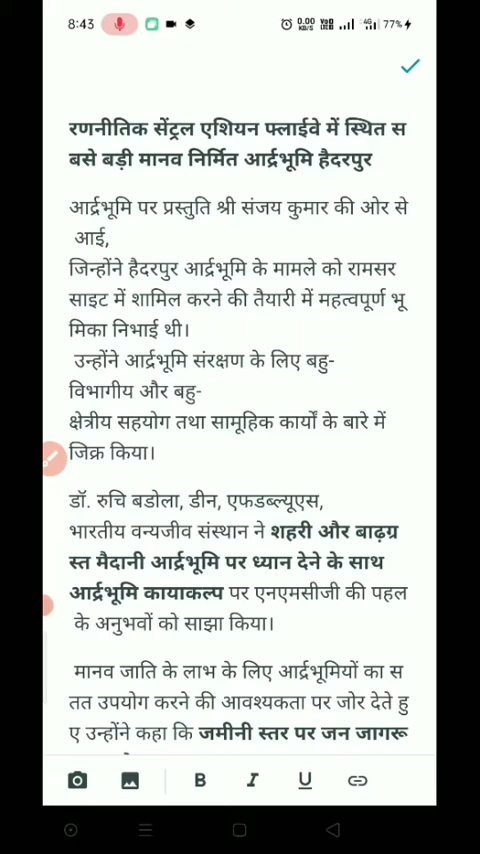 8:43
0.00 KB/S
VoD LTE2
4G
77%
रणनीतिक सेंट्रल एशियन फ्लाईवे में स्थित स
बसे बड़ी मानव निर्मित आर्द्रभूमि हैदरपुर
आर्द्रभूमि पर प्रस्तुति श्री संजय कुमार की ओर से
आई,
जिन्होंने हैदरपुर आर्द्रभूमि के मामले को रामसर
साइट में शामिल करने की तैयारी में महत्वपूर्ण भू
मिका निभाई थी।
उन्होंने आर्द्रभूमि संरक्षण के लिए बहु-
विभागीय और बहु-
क्षेत्रीय सहयोग तथा सामूहिक कार्यों के बारे में
जिक्र किया।
डॉ. रुचि बडोला, डीन, एफडब्ल्यूएस,
भारतीय वन्यजीव संस्थान ने शहरी और बाढ़ग्र
स्त मैदानी आर्द्रभूमि पर ध्यान देने के साथ
आर्द्रभूमि कायाकल्प पर एनएमसीजी की पहल
के अनुभवों को साझा किया।
मानव जाति के लाभ के लिए आर्द्रभूमियों का स
तत उपयोग करने की आवश्यकता पर जोर देते हु
ए उन्होंने कहा कि जमीनी स्तर पर जन जागरू
B I U